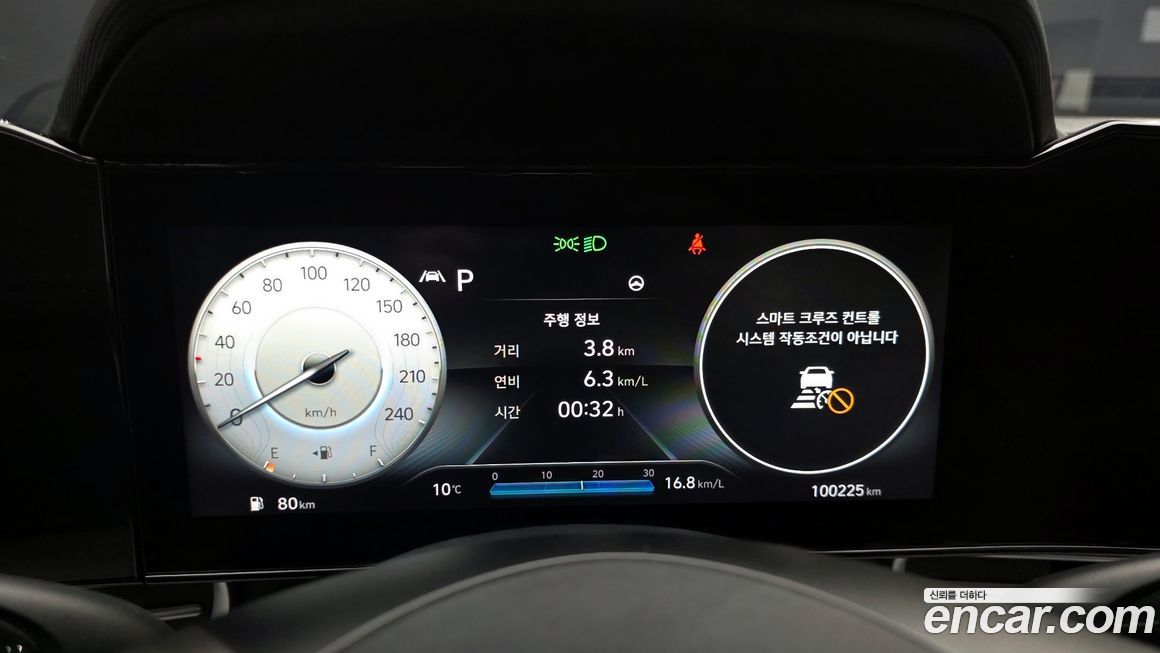 100
80
120
60
150
40
180
20
210
0
240
km/h
E
F
80 km
P
주행 정보
거리 3.8 km
연비 6.3 km/L
시간 00:32 h
0 10 20 30
10℃
16.8 km/L
스마트 크루즈 컨트롤
시스템 작동조건이 아닙니다
100225 km
신뢰를 더하다
encar.com